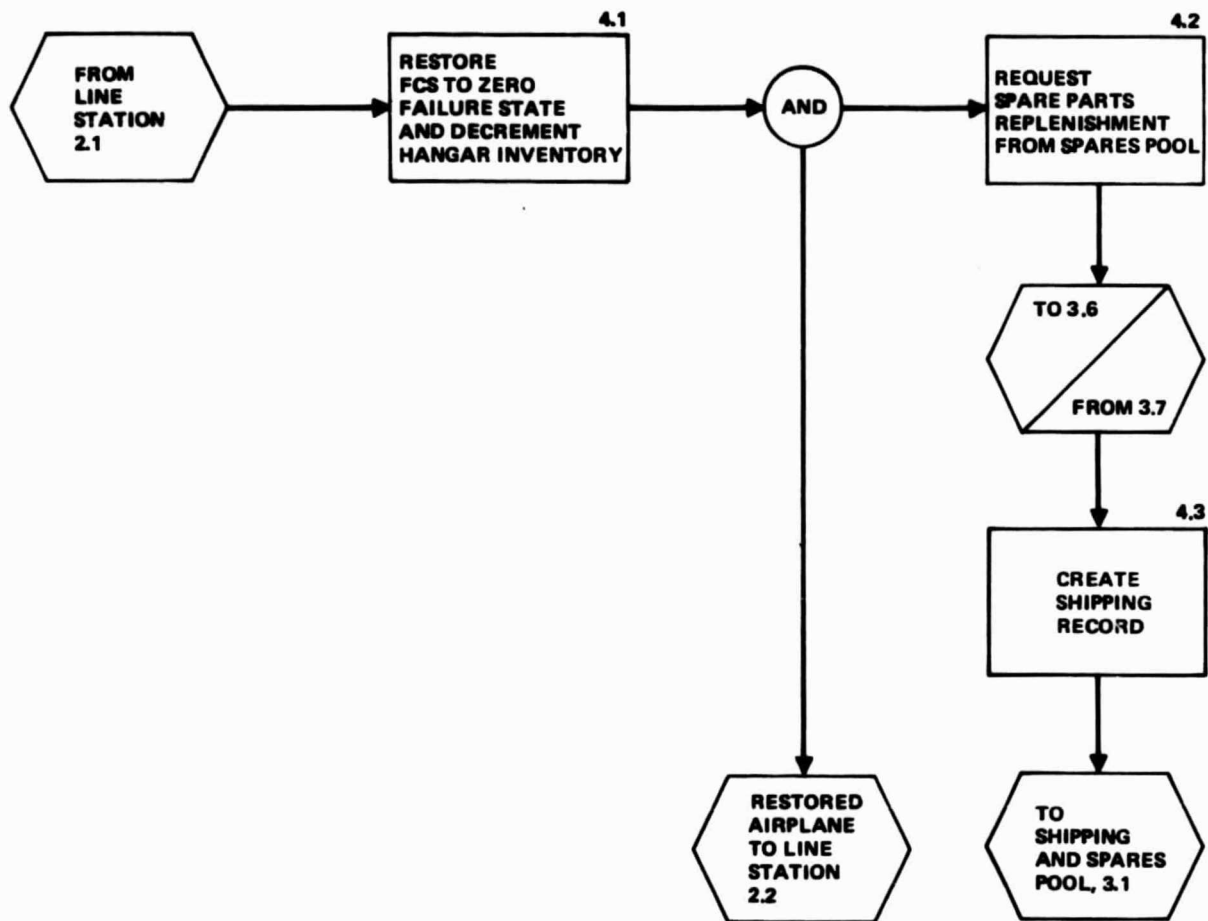 4.1
4.2
FROM
LINE
STATION
2.1
RESTORE
FCS TO ZERO
FAILURE STATE
AND DECREMENT
HANGAR INVENTORY
AND
REQUEST
SPARE PARTS
REPLENISHMENT
FROM SPARES POOL
TO 3.6
FROM 3.7
4.3
CREATE
SHIPPING
RECORD
RESTORED
AIRPLANE
TO LINE
STATION
2.2
TO
SHIPPING
AND SPARES
POOL, 3.1